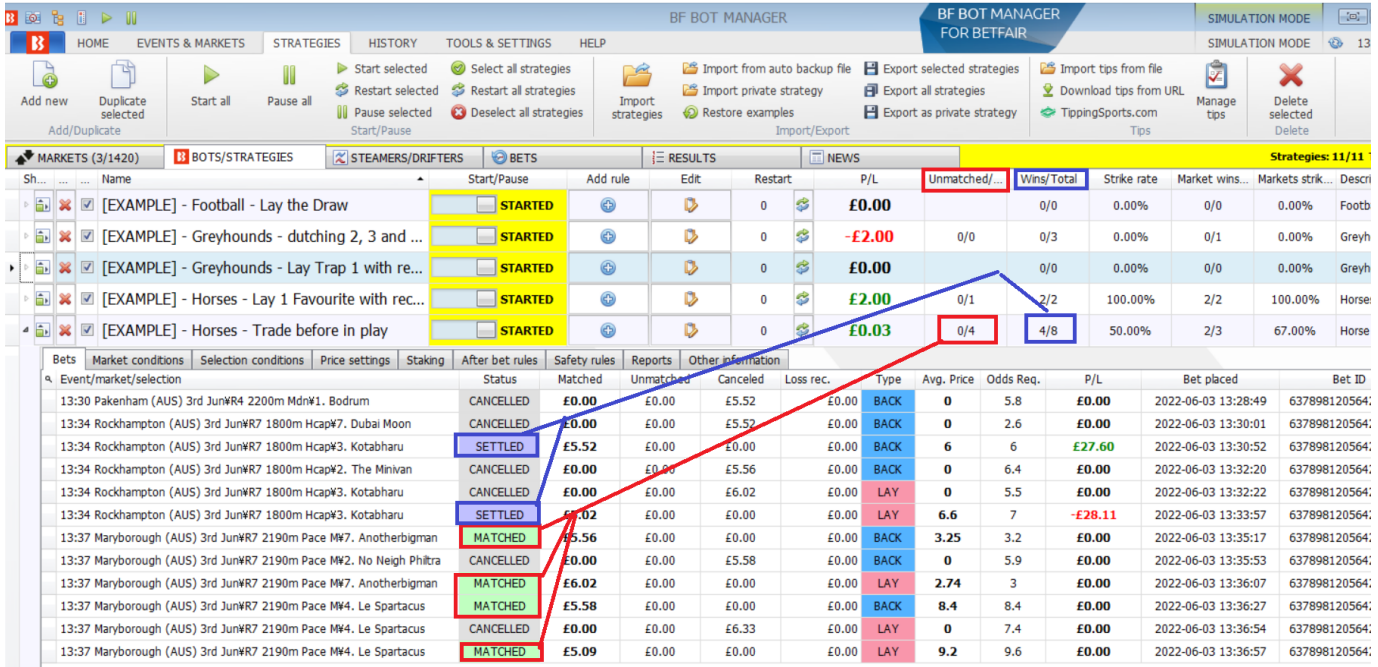 BF BOT MANAGER
BF BOT MANAGER
FOR BETFAIR
SIMULATION MODE
HOME EVENTS & MARKETS STRATEGIES HISTORY TOOLS & SETTINGS HELP SIMULATION MODE 13
Add new
Duplicate
selected
Add/Duplicate
Start all
Pause all
Start selected
Restart selected
Pause selected
Select all strategies
Restart all strategies
Deselect all strategies
Start/Pause
Import
strategies
Import from auto backup file
Import private strategy
Restore examples
Export selected strategies
Export all strategies
Export as private strategy
Import/Export
Import tips from file
Download tips from URL
TippingSports.com
Manage
tips
Tips
Delete
selected
Delete
MARKETS (3/1420) BOTS/STRATEGIES STEAMERS/DRIFTERS BETS RESULTS NEWS Strategies: 11/11
Sh... ... ... Name Start/Pause Add rule Edit Restart P/L Unmatched/... Wins/Total Strike rate Market wins... Markets strik... Descri
[EXAMPLE] - Football - Lay the Draw STARTED 0 £0.00 0/0 0.00% 0/0 0.00% Footb
[EXAMPLE] - Greyhounds - dutching 2, 3 and ... STARTED 0 -£2.00 0/0 0/3 0.00% 0/1 0.00% Greyh
[EXAMPLE] - Greyhounds - Lay Trap 1 with re... STARTED 0 £0.00 0/0 0.00% 0/0 0.00% Greyh
[EXAMPLE] - Horses - Lay 1 Favourite with rec... STARTED 0 £2.00 0/1 2/2 100.00% 2/2 100.00% Horse
[EXAMPLE] - Horses - Trade before in play STARTED 0 £0.03 0/4 4/8 50.00% 2/3 67.00% Horse
Bets Market conditions Selection conditions Price settings Staking After bet rules Safety rules Reports Other information
Event/market/selection Status Matched Unmatched Canceled Loss rec. Type Avg. Price Odds Req. P/L Bet placed Bet ID
13:30 Pakenham (AUS) 3rd Jun¥R4 2200m Mdn¥1. Bodrum CANCELLED £0.00 £0.00 £5.52 £0.00 BACK 0 5.8 £0.00 2022-06-03 13:28:49 6378981205642
13:34 Rockhampton (AUS) 3rd Jun¥R7 1800m Hcap¥7. Dubai Moon CANCELLED £0.00 £0.00 £5.52 £0.00 BACK 0 2.6 £0.00 2022-06-03 13:30:01 6378981205642
13:34 Rockhampton (AUS) 3rd Jun¥R7 1800m Hcap¥3. Kotabharu SETTLED £5.52 £0.00 £0.00 £0.00 BACK 6 6 £27.60 2022-06-03 13:30:52 6378981205642
13:34 Rockhampton (AUS) 3rd Jun¥R7 1800m Hcap¥2. The Minivan CANCELLED £0.00 £0.00 £5.56 £0.00 BACK 0 6.4 £0.00 2022-06-03 13:32:20 6378981205642
13:34 Rockhampton (AUS) 3rd Jun¥R7 1800m Hcap¥3. Kotabharu CANCELLED £0.00 £0.00 £6.02 £0.00 LAY 0 5.5 £0.00 2022-06-03 13:32:22 6378981205642
13:34 Rockhampton (AUS) 3rd Jun¥R7 1800m Hcap¥3. Kotabharu SETTLED £5.02 £0.00 £0.00 £0.00 LAY 6.6 7 -£28.11 2022-06-03 13:33:57 6378981205642
13:37 Maryborough (AUS) 3rd Jun¥R7 2190m Pace M¥7. Anotherbigman MATCHED £5.56 £0.00 £0.00 £0.00 BACK 3.25 3.2 £0.00 2022-06-03 13:35:17 6378981205642
13:37 Maryborough (AUS) 3rd Jun¥R7 2190m Pace M¥2. No Neigh Philtra CANCELLED £0.00 £0.00 £5.58 £0.00 BACK 0 5.9 £0.00 2022-06-03 13:35:53 6378981205642
13:37 Maryborough (AUS) 3rd Jun¥R7 2190m Pace M¥7. Anotherbigman MATCHED £6.02 £0.00 £0.00 £0.00 LAY 2.74 3 £0.00 2022-06-03 13:36:07 6378981205642
13:37 Maryborough (AUS) 3rd Jun¥R7 2190m Pace M¥4. Le Spartacus MATCHED £5.58 £0.00 £0.00 £0.00 BACK 8.4 8.4 £0.00 2022-06-03 13:36:27 6378981205642
13:37 Maryborough (AUS) 3rd Jun¥R7 2190m Pace M¥4. Le Spartacus CANCELLED £0.00 £0.00 £6.33 £0.00 LAY 0 7.4 £0.00 2022-06-03 13:36:54 6378981205642
13:37 Maryborough (AUS) 3rd Jun¥R7 2190m Pace M¥4. Le Spartacus MATCHED £5.09 £0.00 £0.00 £0.00 LAY 9.2 9.6 £0.00 2022-06-03 13:36:57 6378981205642